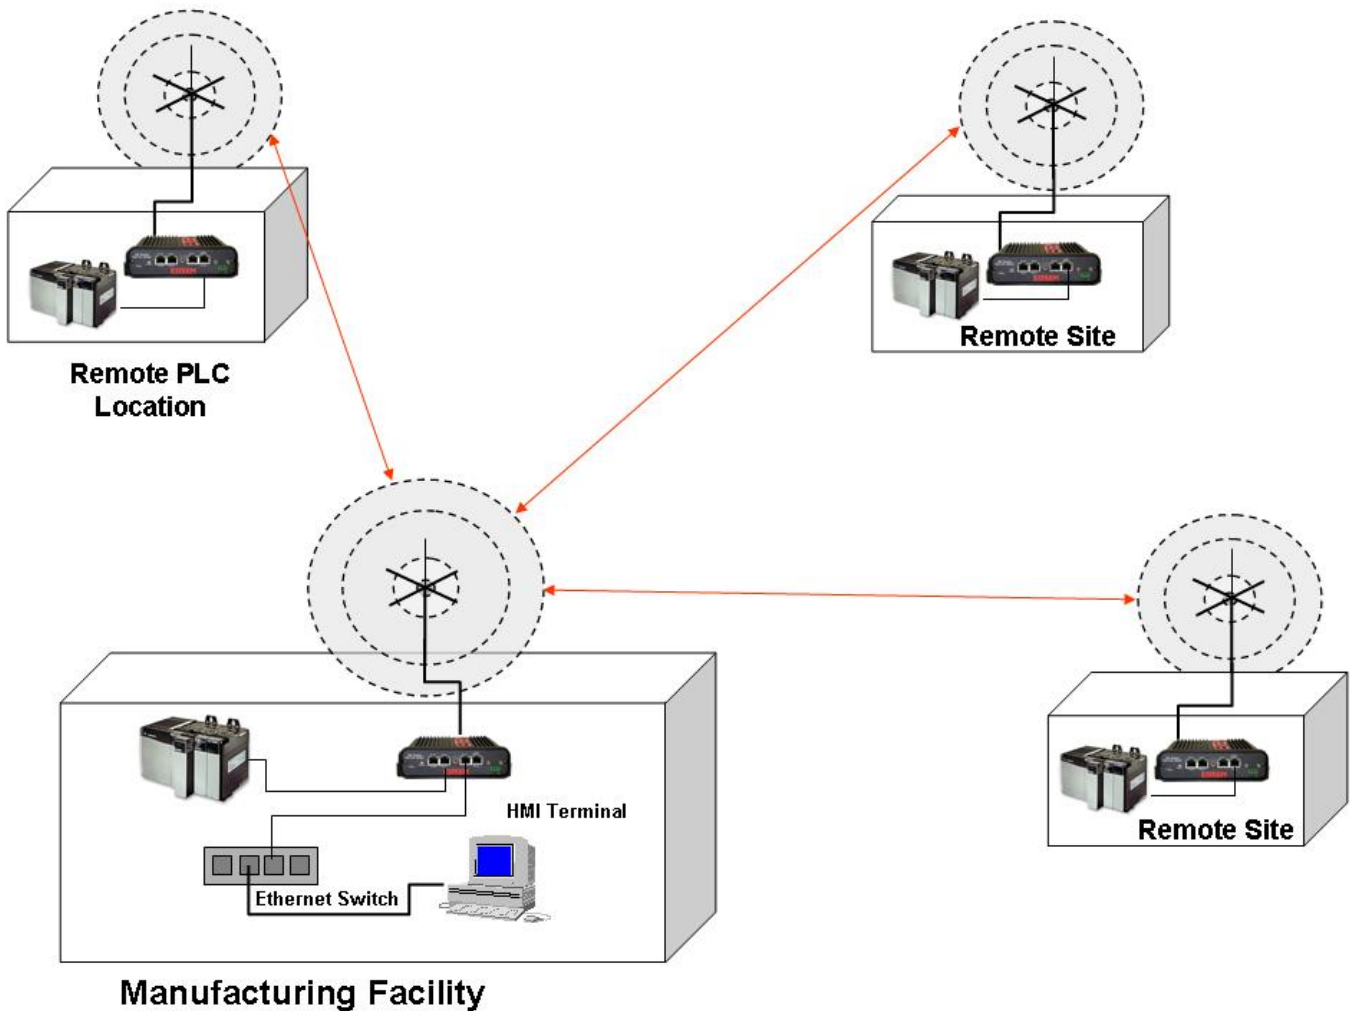 Remote PLC
Location
Remote Site
HMI Terminal
Ethernet Switch
Remote Site
Manufacturing Facility